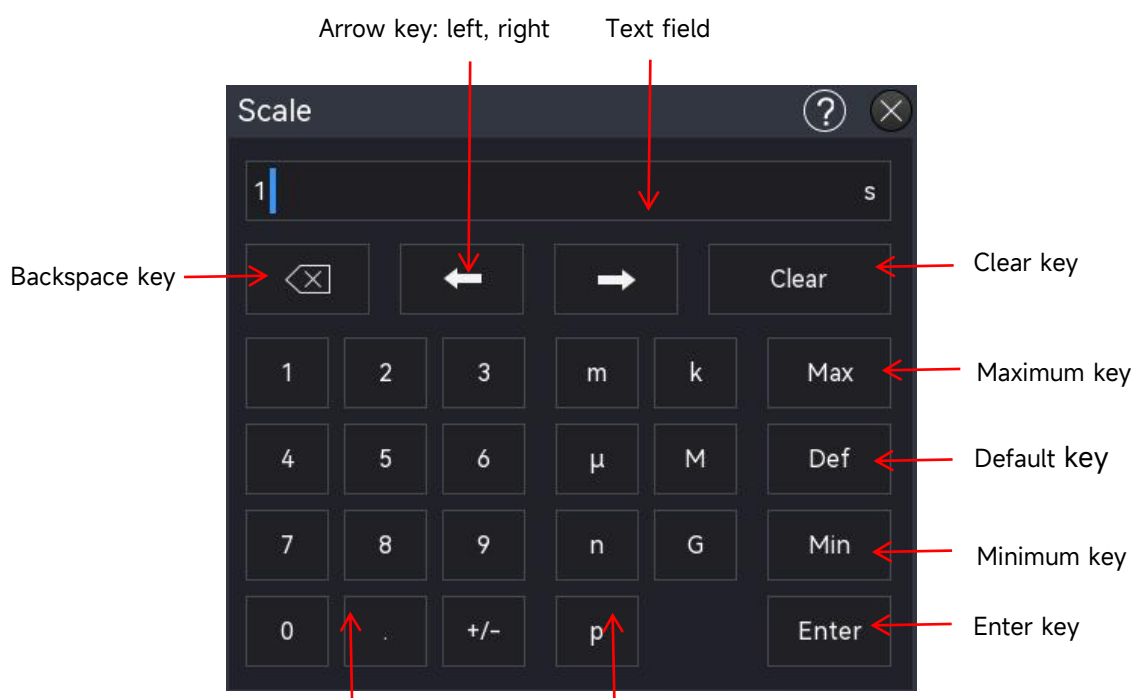 Arrow key: left, right Text field
Scale ?
1 s
Backspace key Clear Clear key
1 2 3 m k Max Maximum key
4 5 6 μ M Def Default key
7 8 9 n G Min Minimum key
0 . +/- p Enter Enter key